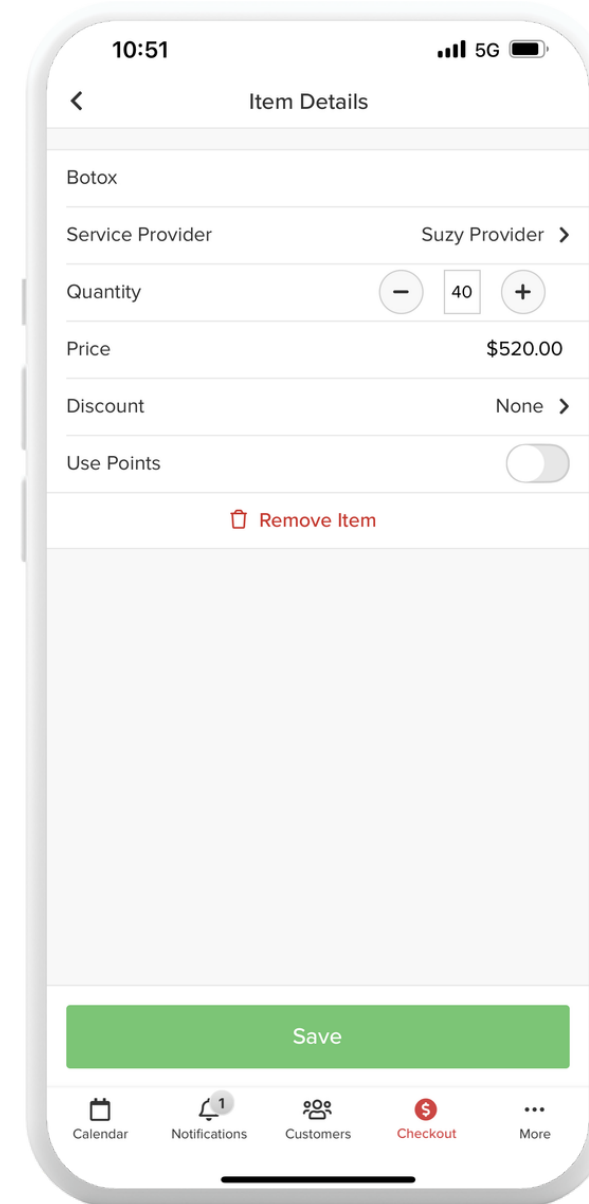 10:51 5G
Item Details
Botox
Service Provider Suzy Provider
Quantity − 40 +
Price $520.00
Discount None
Use Points
Remove Item
Save
1
$
Calendar Notifications Customers Checkout More